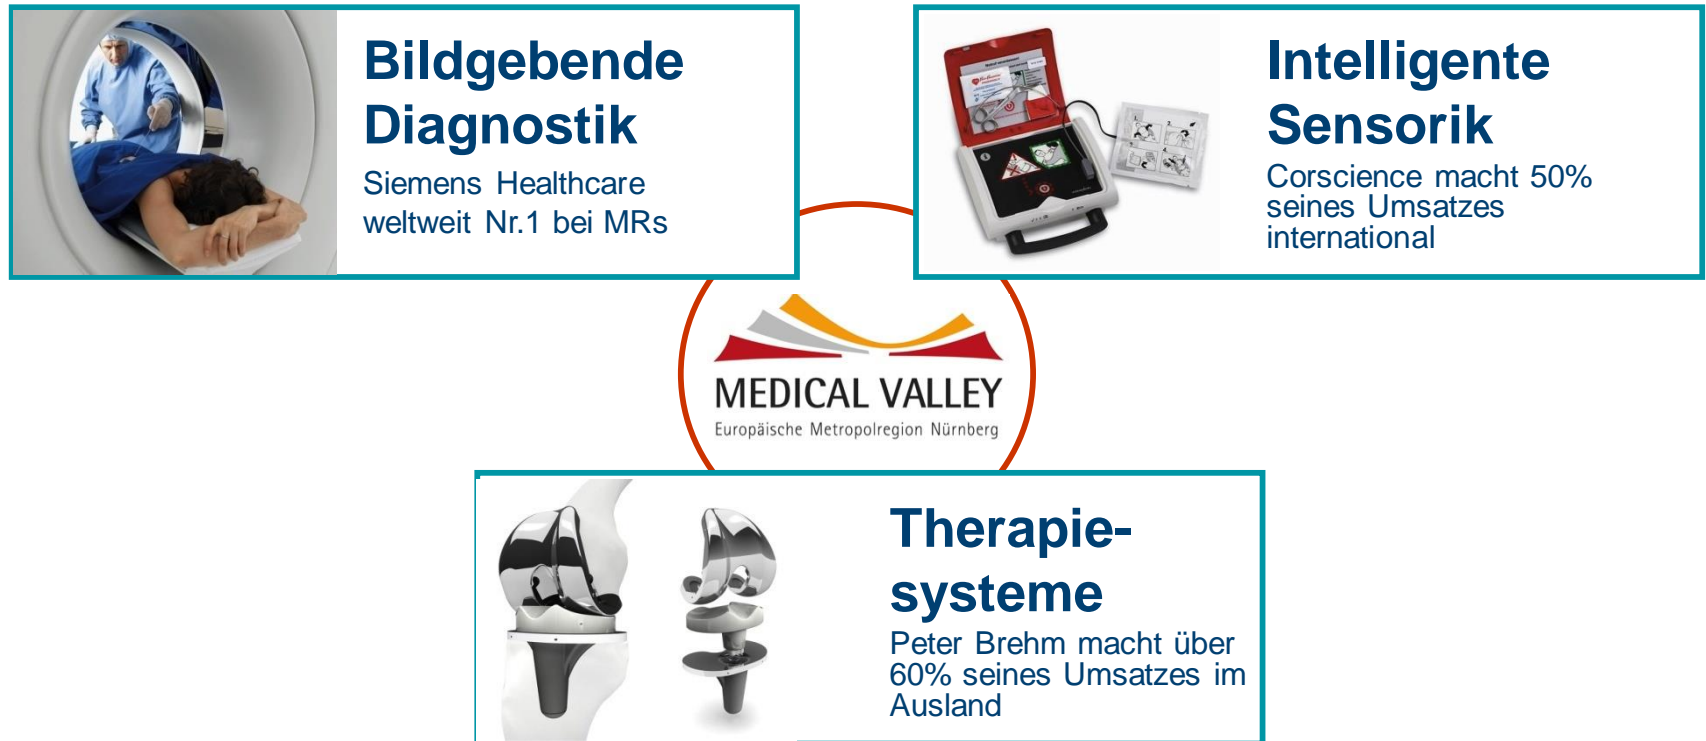 Bildgebende
Diagnostik
Siemens Healthcare
weltweit Nr.1 bei MRs
Intelligente
Sensorik
Corscience macht 50%
seines Umsatzes
international
MEDICAL VALLEY
Europäische Metropolregion Nürnberg
Therapie-
systeme
Peter Brehm macht über
60% seines Umsatzes im
Ausland